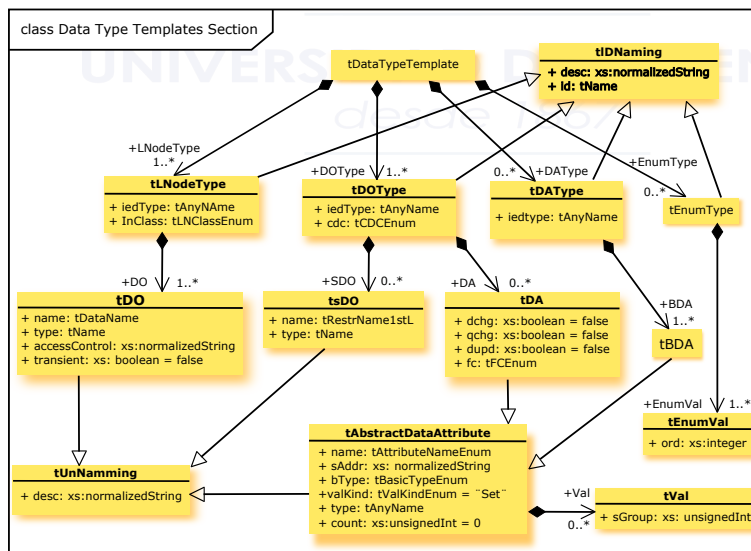 class Data Type Templates Section
UNIVERS
desde 1867
tDataTypeTemplate
tIDNaming
+ desc: xs:normalizedString
+ id: tName
+LNodeType
1..*
+DOType
1..*
0..*
+DAType
+EnumType
0..*
tLNodeType
+ iedType: tAnyNAme
+ InClass: tLNClassEnum
tDOType
+ iedType: tAnyName
+ cdc: tCDCEnum
tDAType
+ iedtype: tAnyName
tEnumType
+DO
1..*
+SDO
0..*
+DA
0..*
+BDA
1..*
tDO
+ name: tDataName
+ type: tName
+ accessControl: xs:normalizedString
+ transient: xs: boolean = false
tsDO
+ name: tRestrName1stL
+ type: tName
tDA
+ dchg: xs:boolean = false
+ qchg: xs:boolean = false
+ dupd: xs:boolean = false
+ fc: tFCEnum
tBDA
+EnumVal
1..*
tEnumVal
+ ord: xs:integer
tUnNamming
+ desc: xs:normalizedString
tAbstractDataAttribute
+ name: tAttributeNameEnum
+ sAddr: xs: normalizedString
+ bType: tBasicTypeEnum
+valKind: tValKindEnum = ¨Set¨
+ type: tAnyName
+ count: xs:unsignedInt = 0
+Val
0..*
tVal
+ sGroup: xs: unsignedInt